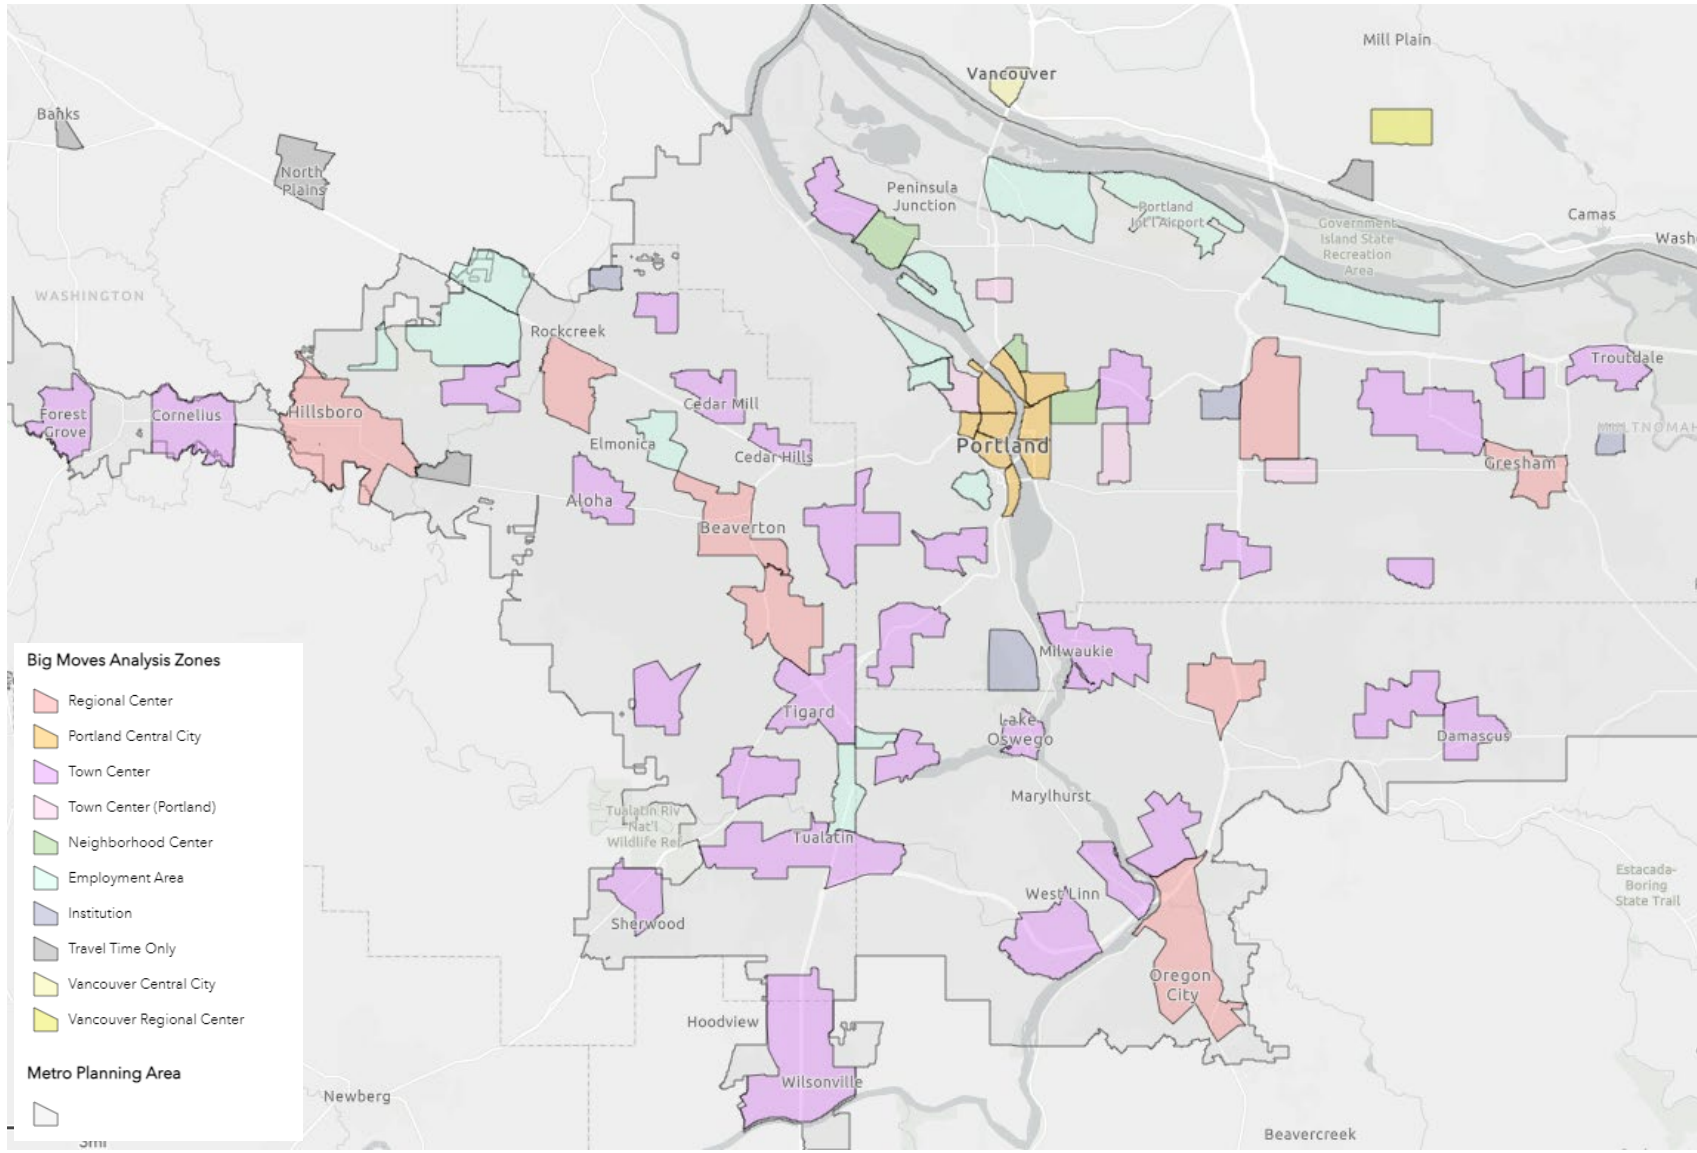 Mill Plain
Vancouver
Banks
North
Plains
Peninsula
Junction
Portland
Int'l Airport
Government
Island State
Recreation
Area
Camas
WASHINGTON
Rockcreek
Troutdale
Forest
Grove
Cornelius
Hillsboro
Cedar Mill
Elmonica
Cedar Hills
Portland
Gresham
Aloha
Beaverton
Big Moves Analysis Zones
Regional Center
Portland Central City
Town Center
Town Center (Portland)
Neighborhood Center
Employment Area
Institution
Travel Time Only
Vancouver Central City
Vancouver Regional Center
Metro Planning Area
Milwaukie
Tigard
Lake
Oswego
Damascus
Marylhurst
Tualatin Riv
Nat'l
Wildlife Ref
Tualatin
West Linn
Sherwood
Estacada-
Boring
State Trail
Oregon
City
Hoodview
Wilsonville
Newberg
Beavercreek